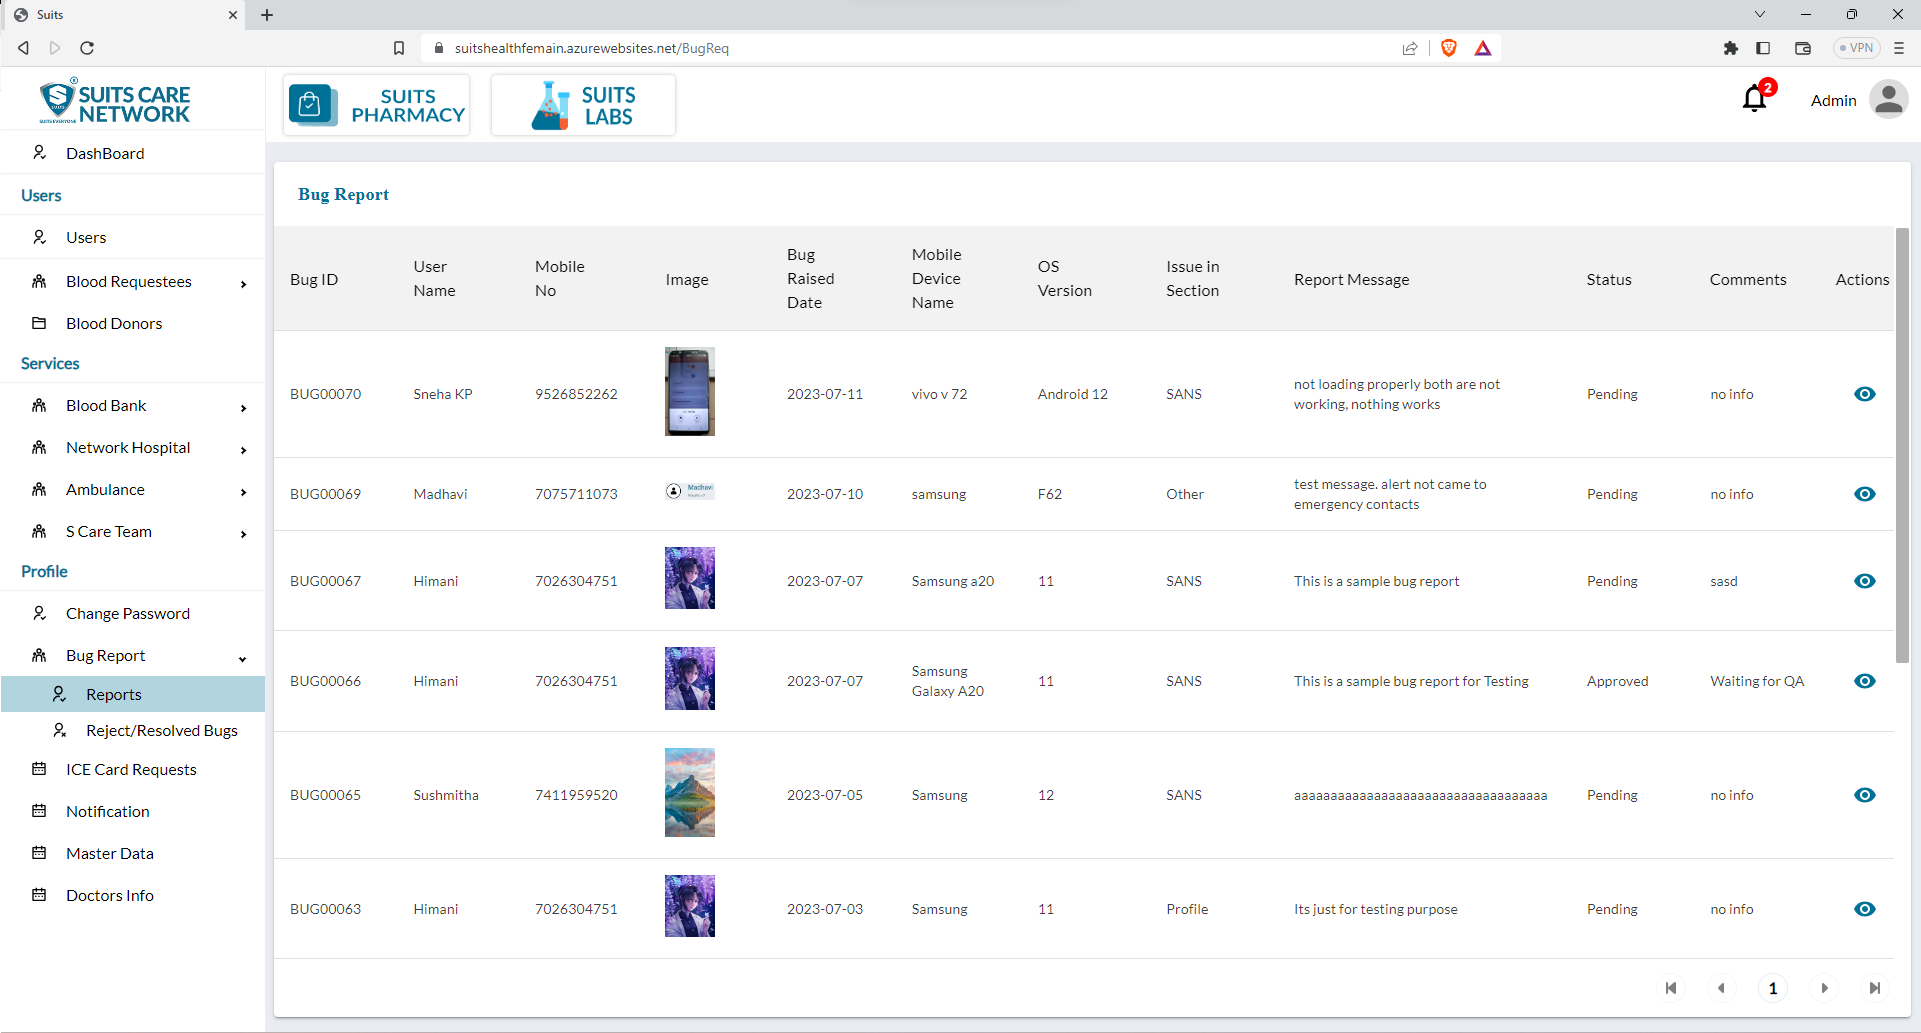 Suits
suitshealthfemain.azurewebsites.net/BugReq
VPN
SUITS CARE
NETWORK
SUITS EVERYONE
SUITS
PHARMACY
SUITS
LABS
2
Admin
DashBoard
Users
Users
Blood Requestees
Blood Donors
Services
Blood Bank
Network Hospital
Ambulance
S Care Team
Profile
Change Password
Bug Report
Reports
Reject/Resolved Bugs
ICE Card Requests
Notification
Master Data
Doctors Info
Bug Report
Bug ID
User
Name
Mobile
No
Image
Bug
Raised
Date
Mobile
Device
Name
OS
Version
Issue in
Section
Report Message
Status
Comments
Actions
BUG00070
Sneha KP
9526852262
2023-07-11
vivo v 72
Android 12
SANS
not loading properly both are not
working, nothing works
Pending
no info
BUG00069
Madhavi
7075711073
Madhavi
2023-07-10
samsung
F62
Other
test message. alert not came to
emergency contacts
Pending
no info
BUG00067
Himani
7026304751
2023-07-07
Samsung a20
11
SANS
This is a sample bug report
Pending
sasd
BUG00066
Himani
7026304751
2023-07-07
Samsung
Galaxy A20
11
SANS
This is a sample bug report for Testing
Approved
Waiting for QA
BUG00065
Sushmitha
7411959520
2023-07-05
Samsung
12
SANS
aaaaaaaaaaaaaaaaaaaaaaaaaaaaaaaaaaa
Pending
no info
BUG00063
Himani
7026304751
2023-07-03
Samsung
11
Profile
Its just for testing purpose
Pending
no info
1